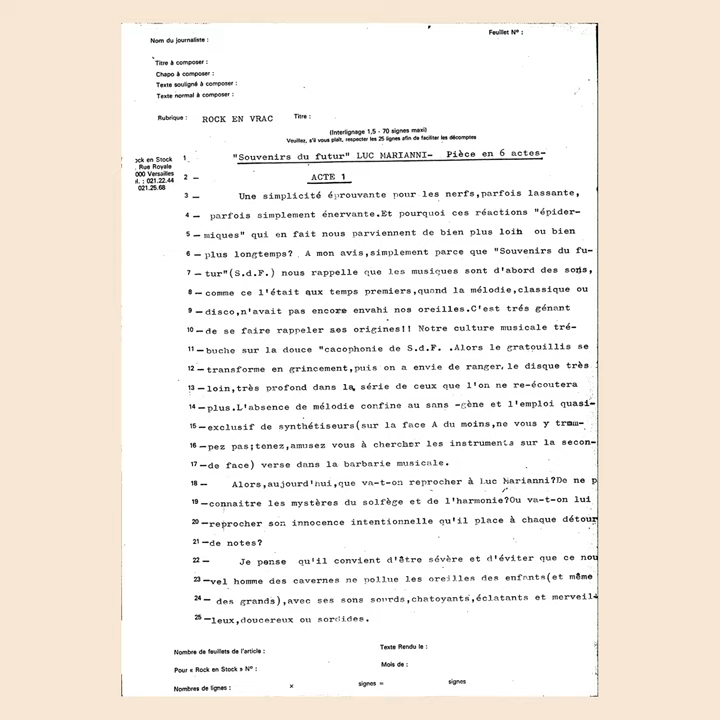 Nom du journaliste :
Feuillet N° :
Titre à composer :
Chapo à composer :
Texte souligné à composer :
Texte normal à composer :
Rubrique : ROCK EN VRAC Titre :
(Interlignage 1,5 - 70 signes maxi)
Veuillez, s'il vous plaît, respecter les 25 lignes afin de faciliter les décomptes
ock en Stock
Rue Royale
000 Versailles
l. : 021.22.44
021.25.68
1 "Souvenirs du futur" LUC MARIANNI- Pièce en 6 actes-
2 — ACTE 1
3 — Une simplicité éprouvante pour les nerfs,parfois lassante,
4 — parfois simplement énervante.Et pourquoi ces réactions "épider-
5 — miques" qui en fait nous parviennent de bien plus loin ou bien
6 — plus longtemps? A mon avis,simplement parce que "Souvenirs du fu-
7 — tur"(S.d.F.) nous rappelle que les musiques sont d'abord des sons,
8 — comme ce l'était aux temps premiers,quand la mélodie,classique ou
9 — disco,n'avait pas encore envahi nos oreilles.C'est trés génant
10 — de se faire rappeler ses origines!! Notre culture musicale tré-
11 — buche sur la douce "cacophonie de S.d.F. .Alors le gratouillis se
12 — transforme en grincement,puis on a envie de ranger, le disque très
13 — loin,très profond dans la série de ceux que l'on ne re-écoutera
14 — plus.L'absence de mélodie confine au sans -gène et l'emploi quasi-
15 — exclusif de synthétiseurs(sur la face A du moins,ne vous y trom-
16 — pez pas;tenez,amusez vous à chercher les instruments sur la secon-
17 — de face) verse dans la barbarie musicale.
18 — Alors,aujourd'hui,que va-t-on reprocher à Luc Marianni?De ne p
19 — connaitre les mystères du solfège et de l'harmonie?Ou va-t-on lui
20 — reprocher son innocence intentionnelle qu'il place à chaque détour
21 — de notes?
22 — Je pense qu'il convient d'être sévère et d'éviter que ce nou
23 — vel homme des cavernes ne pollue les oreilles des enfants(et même
24 — des grands),avec ses sons sourds,chatoyants,éclatants et merveil
25 — leux,doucereux ou sordides.
Nombre de feuillets de l'article :
Texte Rendu le :
Pour « Rock en Stock » N° :
Mois de :
Nombres de lignes : x signes = signes